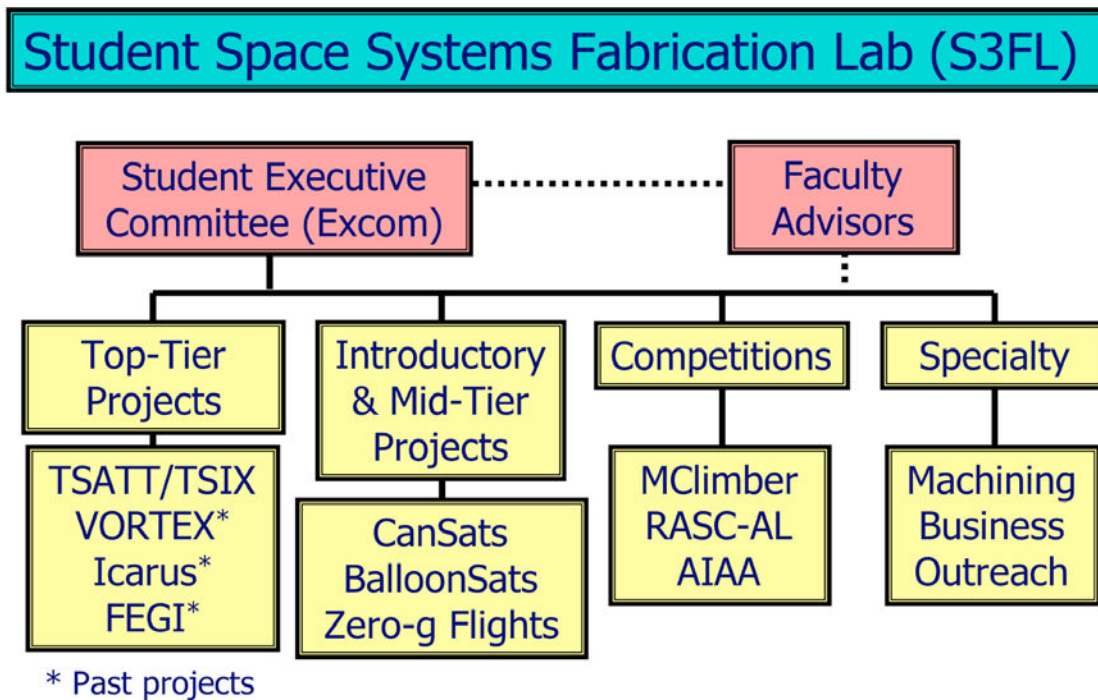 Student Space Systems Fabrication Lab (S3FL)
Student Executive
Committee (Excom)
Faculty
Advisors
Top-Tier
Projects
Introductory
& Mid-Tier
Projects
Competitions
Specialty
TSATT/TSIX
VORTEX*
Icarus*
FEGI*
CanSats
BalloonSats
Zero-g Flights
MClimber
RASC-AL
AIAA
Machining
Business
Outreach
* Past projects